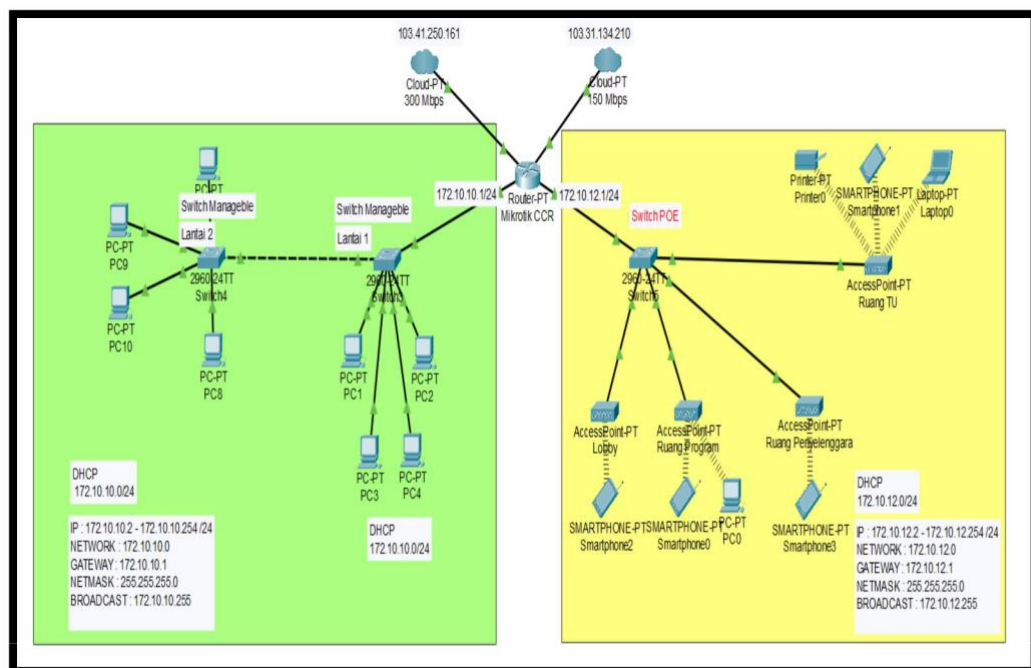 103.41.250.161
Cloud-PT
300 Mbps
103.31.134.210
Cloud-PT
150 Mbps
172.10.10.1/24
Router-PT
Mikrotik CCR
172.10.12.1/24
PC-PT
Switch Manageble
Lantai 2
PC-PT
PC9
2960-24TT
Switch4
PC-PT
PC10
PC-PT
PC8
Switch Manageble
Lantai 1
2960-24TT
PC-PT
PC1
PC-PT
PC2
PC-PT
PC3
PC-PT
PC4
DHCP
172.10.10.0/24
IP : 172.10.10.2 - 172.10.10.254 /24
NETWORK : 172.10.10.0
GATEWAY : 172.10.10.1
NETMASK : 255.255.255.0
BROADCAST : 172.10.10.255
DHCP
172.10.10.0/24
Switch POE
2960-24TT
Printer-PT
Printer0
SMARTPHONE-PT
Smartphone1
Laptop-PT
Laptop0
AccessPoint-PT
Ruang TU
AccessPoint-PT
Lobby
AccessPoint-PT
Ruang Program
AccessPoint-PT
Ruang Penyelenggara
SMARTPHONE-PT
Smartphone2
SMARTPHONE-PT
Smartphone0
PC-PT
PC0
SMARTPHONE-PT
Smartphone3
DHCP
172.10.12.0/24
IP : 172.10.12.2 - 172.10.12.254 /24
NETWORK : 172.10.12.0
GATEWAY : 172.10.12.1
NETMASK : 255.255.255.0
BROADCAST : 172.10.12.255